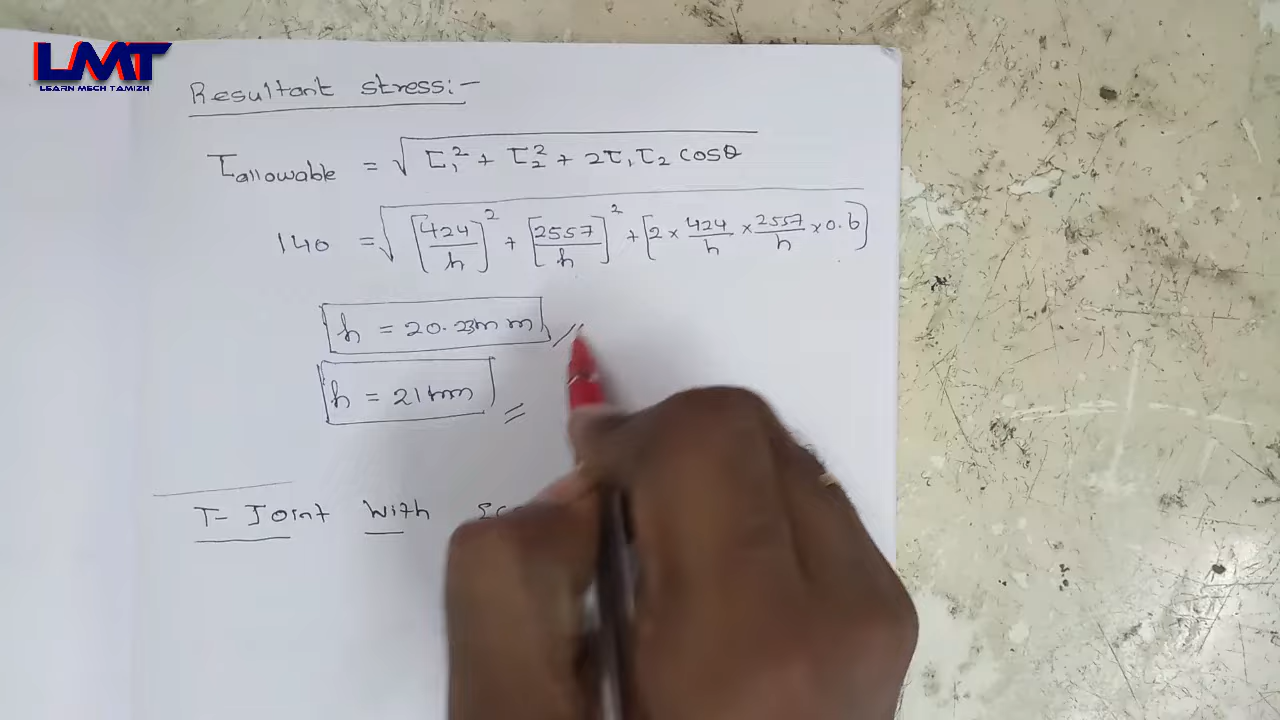 LMT
LEARN MECH TAMIZH
Resultant stress:-
τallowable = √τ₁² + τ₂² + 2τ₁τ₂ cosθ
140 = √[424/h]² + [2557/h]² + [2 × 424/h × 2557/h × 0.6]
h = 20.23mm
h = 21mm
T- Joint With